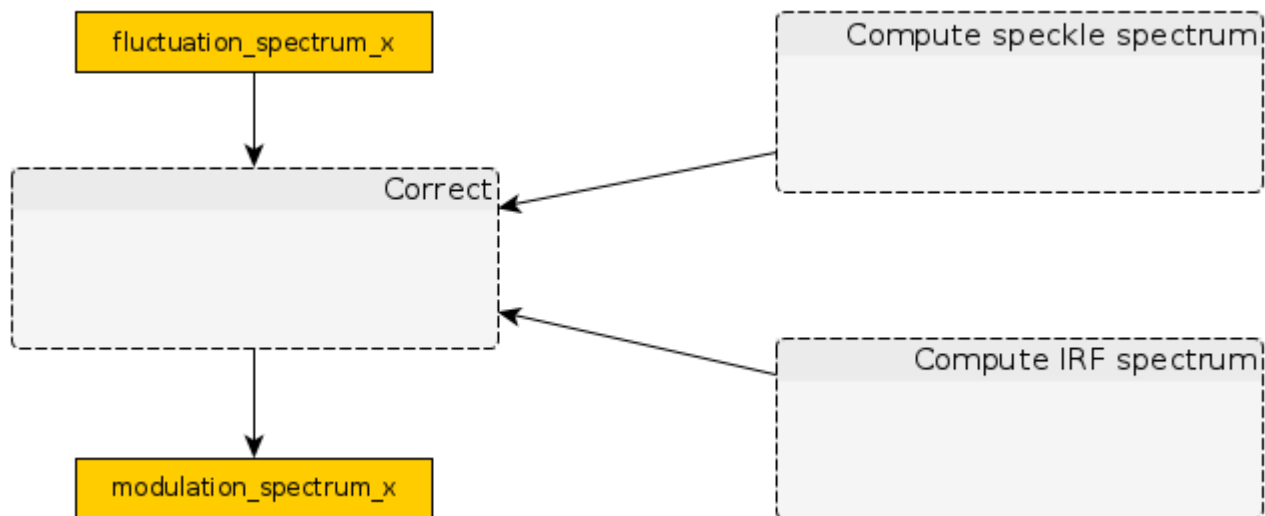 fluctuation_spectrum_x
Compute speckle spectrum
Correct
Compute IRF spectrum
modulation_spectrum_x